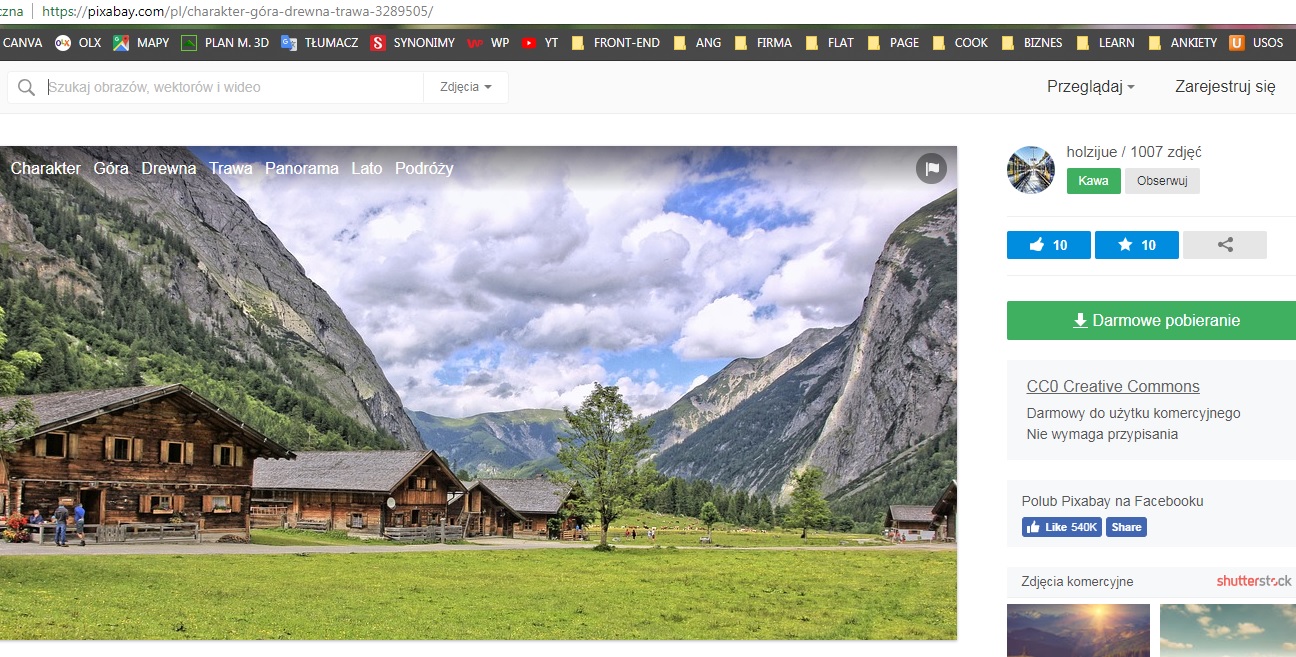 czna https://pixabay.com/pl/charakter-góra-drewna-trawa-3289505/
CANVA OLX OLX MAPY PLAN M. 3D TŁUMACZ S SYNONIMY WP WP YT FRONT-END ANG FIRMA FLAT PAGE COOK BIZNES LEARN ANKIETY U USOS
Szukaj obrazów, wektorów i wideo Zdjęcia Przeglądaj Zarejestruj się
Charakter Góra Drewna Trawa Panorama Lato Podróży
holzijue / 1007 zdjęć
Kawa Obserwuj
10 10
Darmowe pobieranie
CC0 Creative Commons
Darmowy do użytku komercyjnego
Nie wymaga przypisania
Polub Pixabay na Facebooku
Like 540K Share
Zdjęcia komercyjne shutterstock